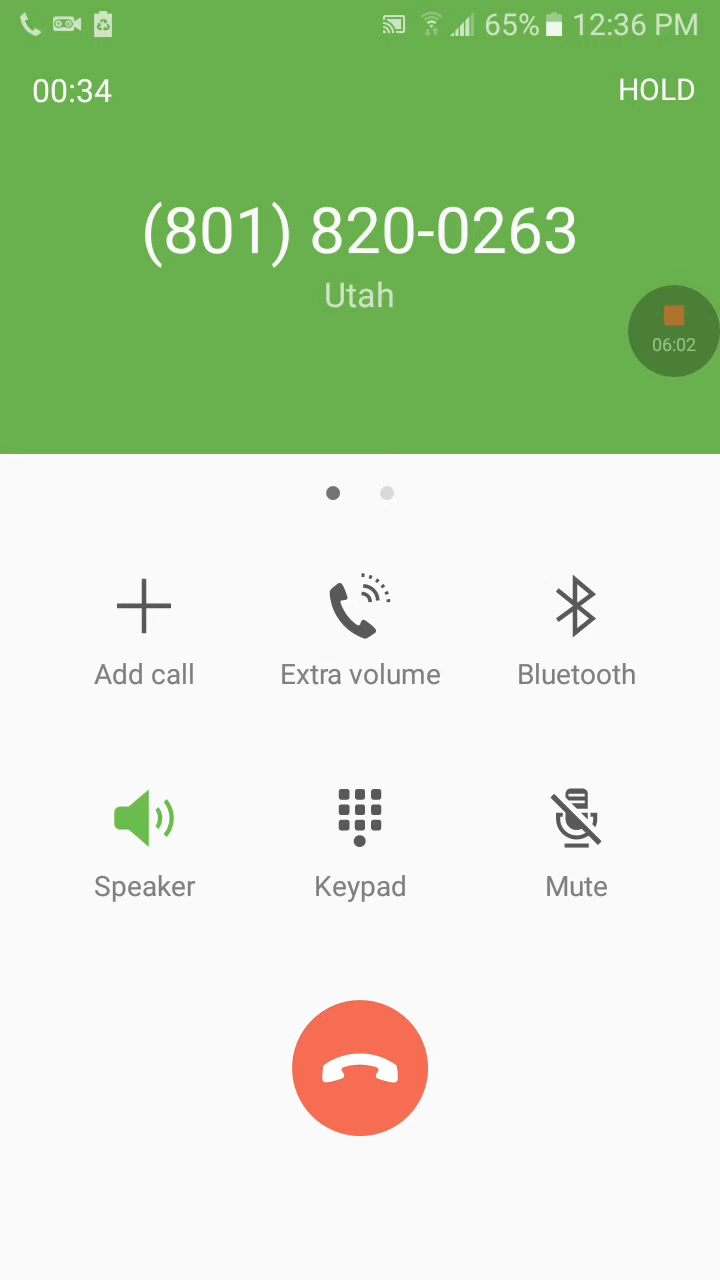 65% 12:36 PM
00:34 HOLD
(801) 820-0263
Utah
06:02
Add call Extra volume Bluetooth
Speaker Keypad Mute